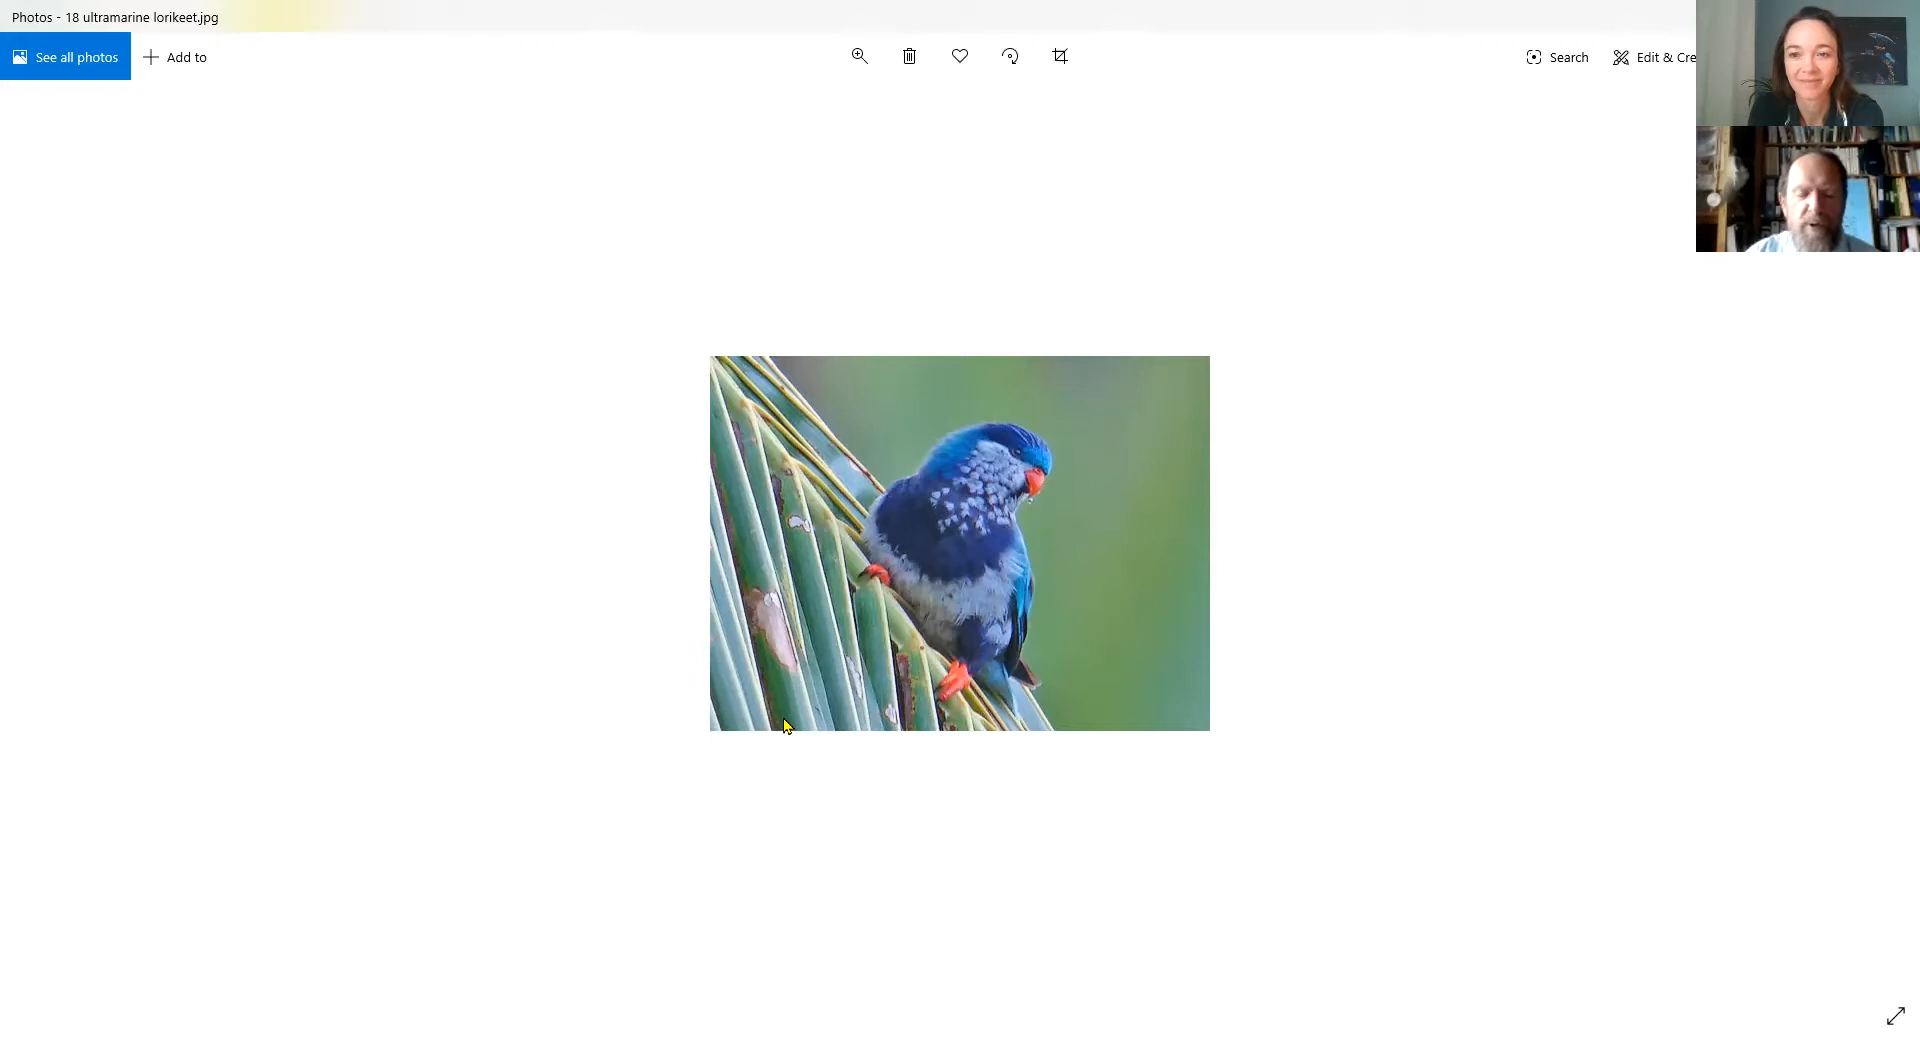 Photos - 18 ultramarine lorikeet.jpg
See all photos
Add to
Search
Edit & Cre